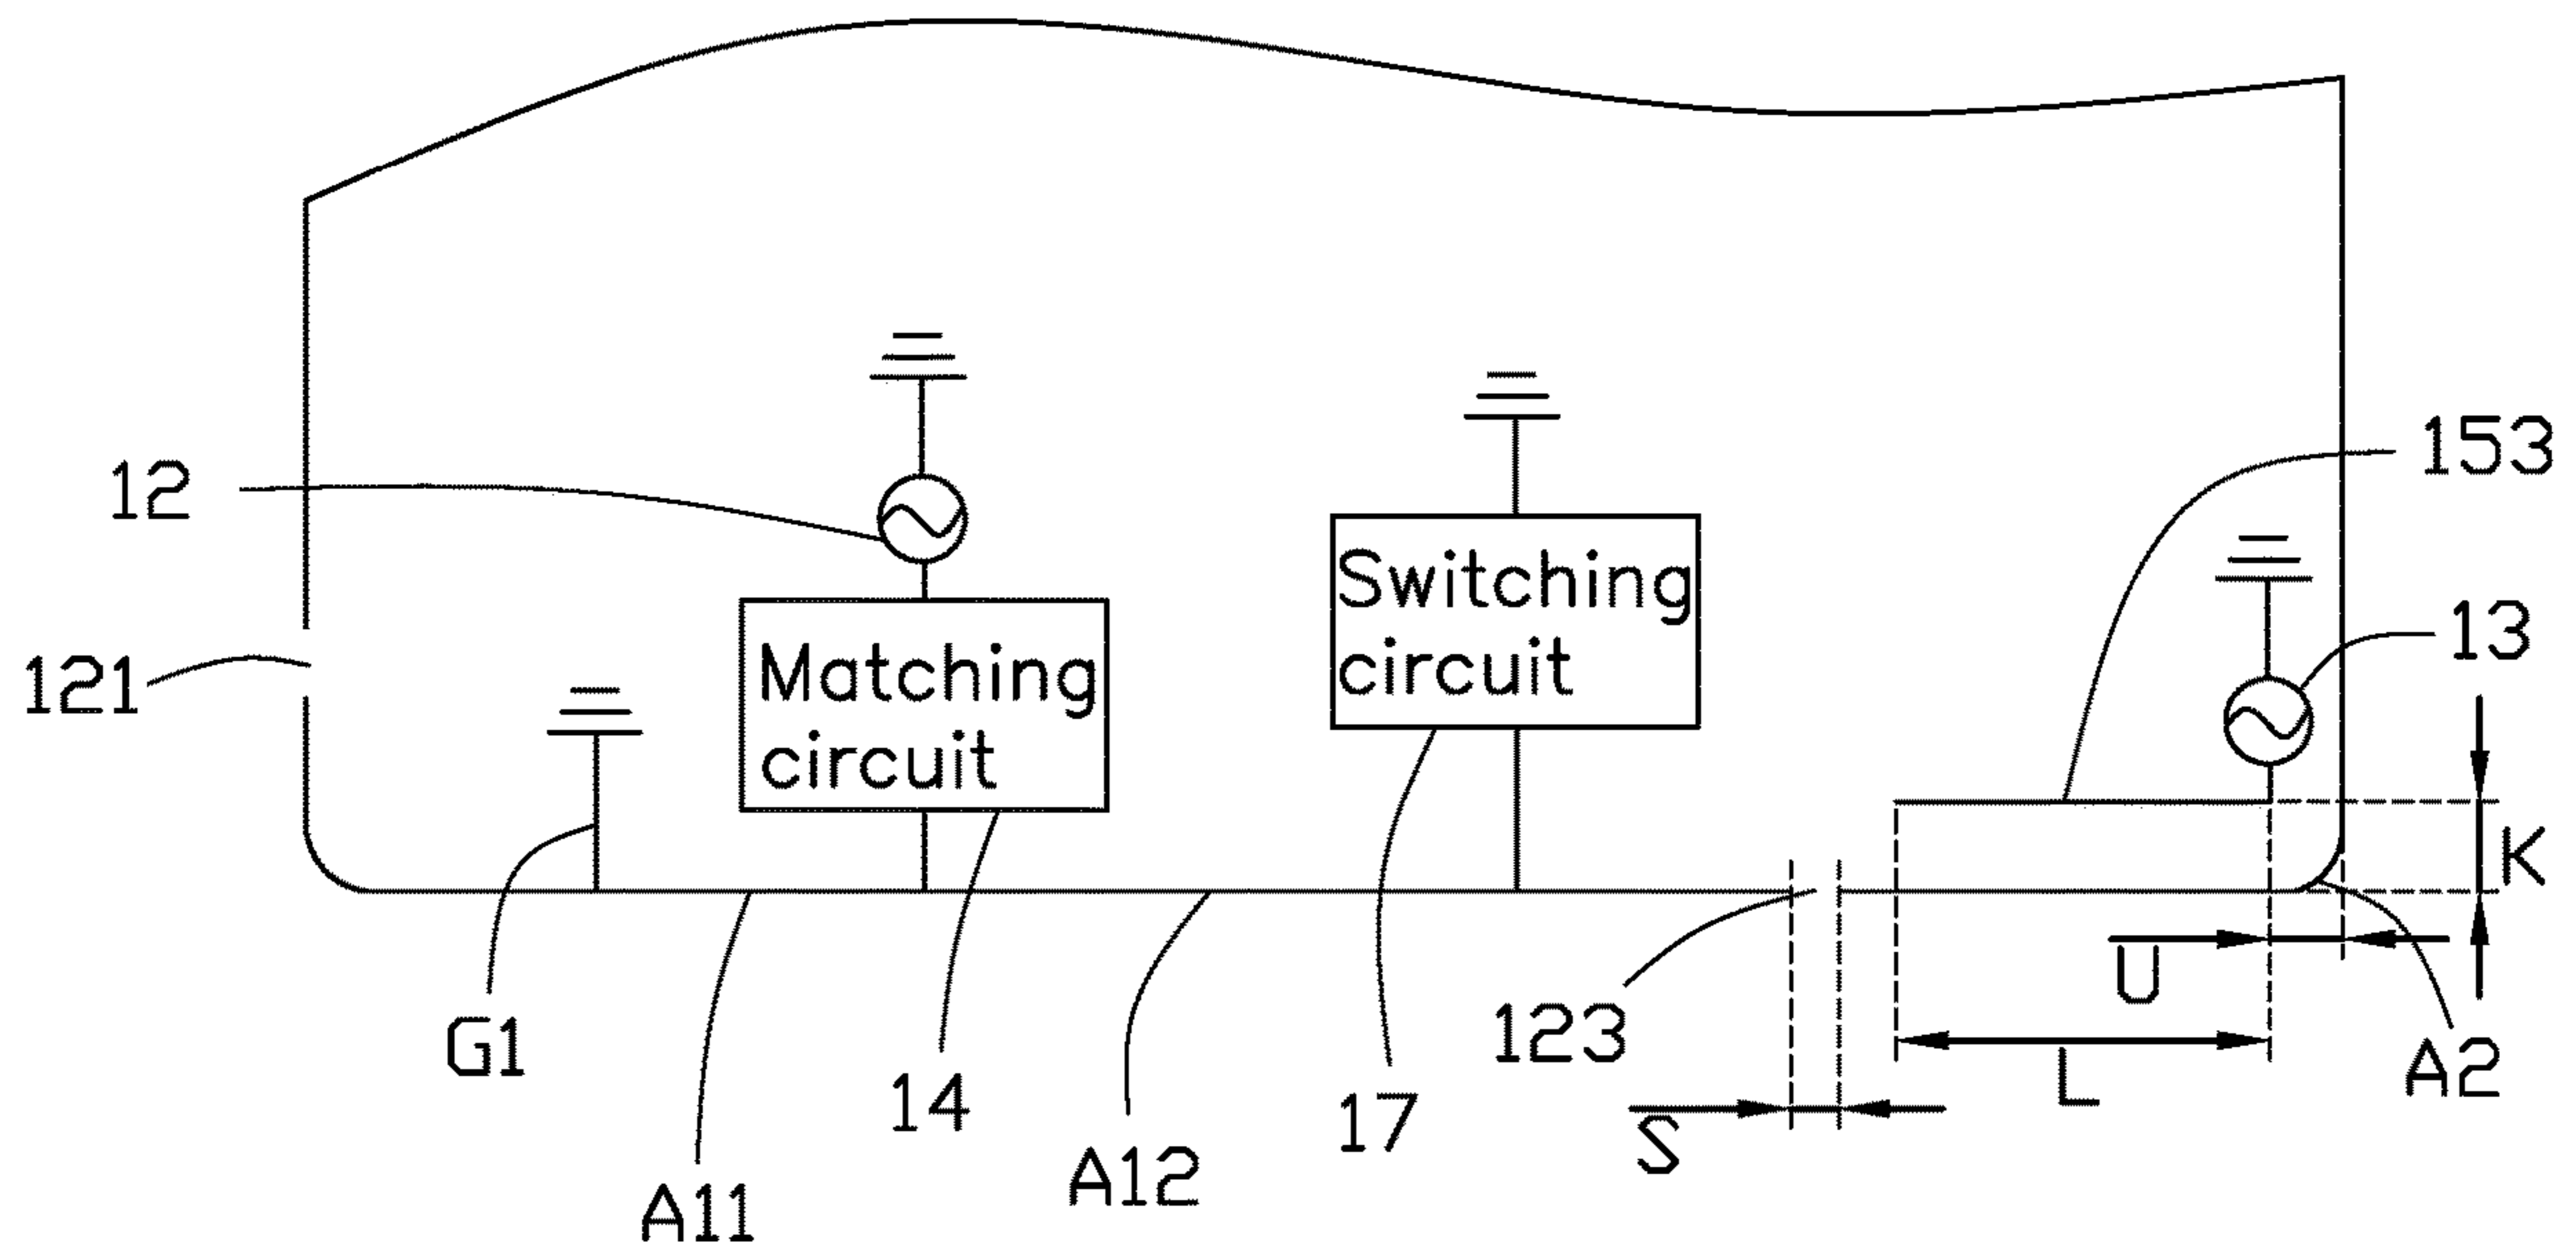 153
12
Switching
circuit
13
121
Matching
circuit
K
U
G1
123
A2
14
L
17
S
A12
A11